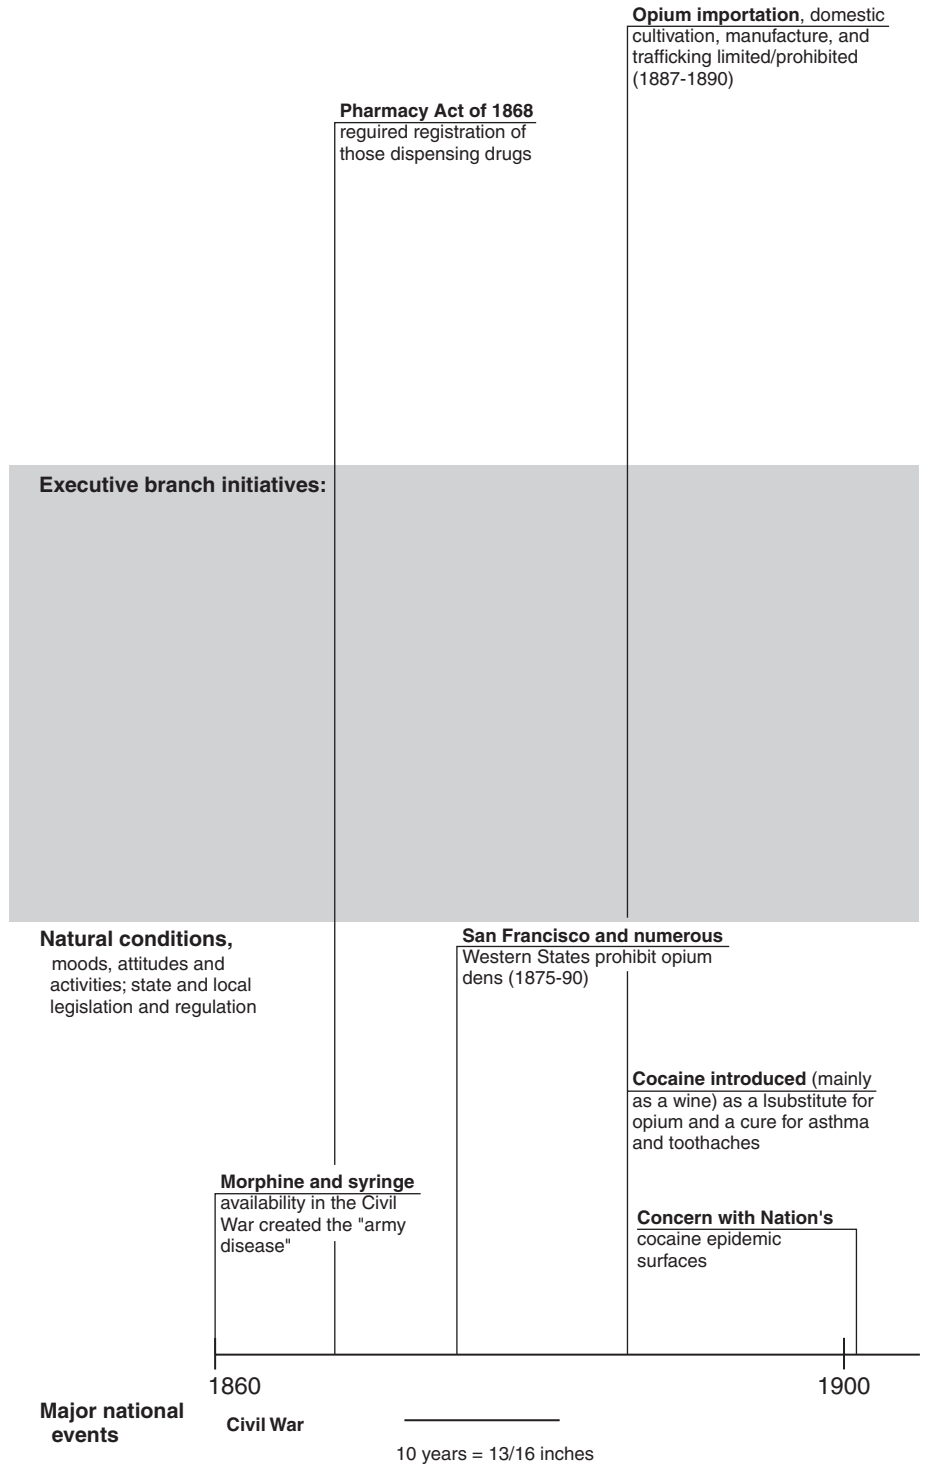 Opium importation, domestic
cultivation, manufacture, and
trafficking limited/prohibited
(1887-1890)
Pharmacy Act of 1868
reguired registration of
those dispensing drugs
Executive branch initiatives:
Natural conditions,
moods, attitudes and
activities; state and local
legislation and regulation
San Francisco and numerous
Western States prohibit opium
dens (1875-90)
Cocaine introduced (mainly
as a wine) as a lsubstitute for
opium and a cure for asthma
and toothaches
Morphine and syringe
availability in the Civil
War created the "army
disease"
Concern with Nation's
cocaine epidemic
surfaces
1860
1900
Major national
events
Civil War
10 years = 13/16 inches